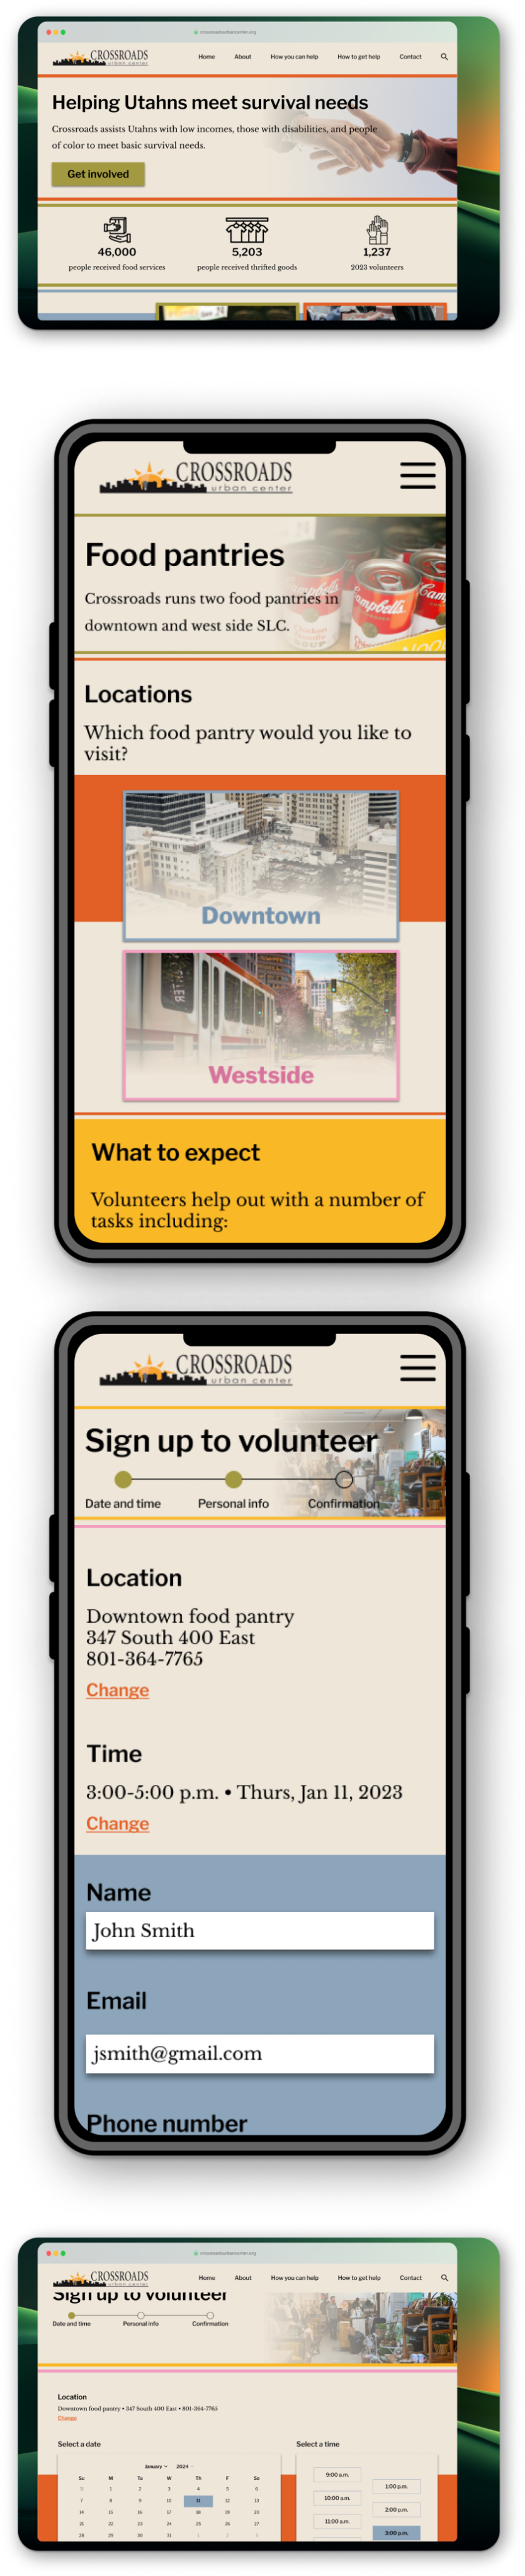 crossroadsurbancenter.org
CROSSROADS
urban center
Home About How you can help How to get help Contact
Helping Utahns meet survival needs
Crossroads assists Utahns with low incomes, those with disabilities, and people
of color to meet basic survival needs.
Get involved
46,000 5,203 1,237
people received food services people received thrifted goods 2023 volunteers
CROSSROADS
urban center
Food pantries
Crossroads runs two food pantries in
downtown and west side SLC.
Campbell's
Chicken
Noodle
SOUP
Locations
Which food pantry would you like to
visit?
Downtown
Westside
What to expect
Volunteers help out with a number of
tasks including:
CROSSROADS
urban center
Sign up to volunteer
Date and time Personal info Confirmation
Location
Downtown food pantry
347 South 400 East
801-364-7765
Change
Time
3:00-5:00 p.m. • Thurs, Jan 11, 2023
Change
Name
John Smith
Email
jsmith@gmail.com
Phone number
crossroadsurbancenter.org
CROSSROADS
urban center
Home About How you can help How to get help Contact
Sign up to volunteer
Date and time Personal info Confirmation
Location
Downtown food pantry • 347 South 400 East • 801-364-7765
Change
Select a date Select a time
January 2024
Su M Tu W Th F Sa
31 1 2 3 4 5 6
7 8 9 10 11 12 13
14 15 16 17 18 19 20
21 22 23 24 25 26 27
28 29 30 31 1 2 3
9:00 a.m.
1:00 p.m.
10:00 a.m.
2:00 p.m.
11:00 a.m.
3:00 p.m.